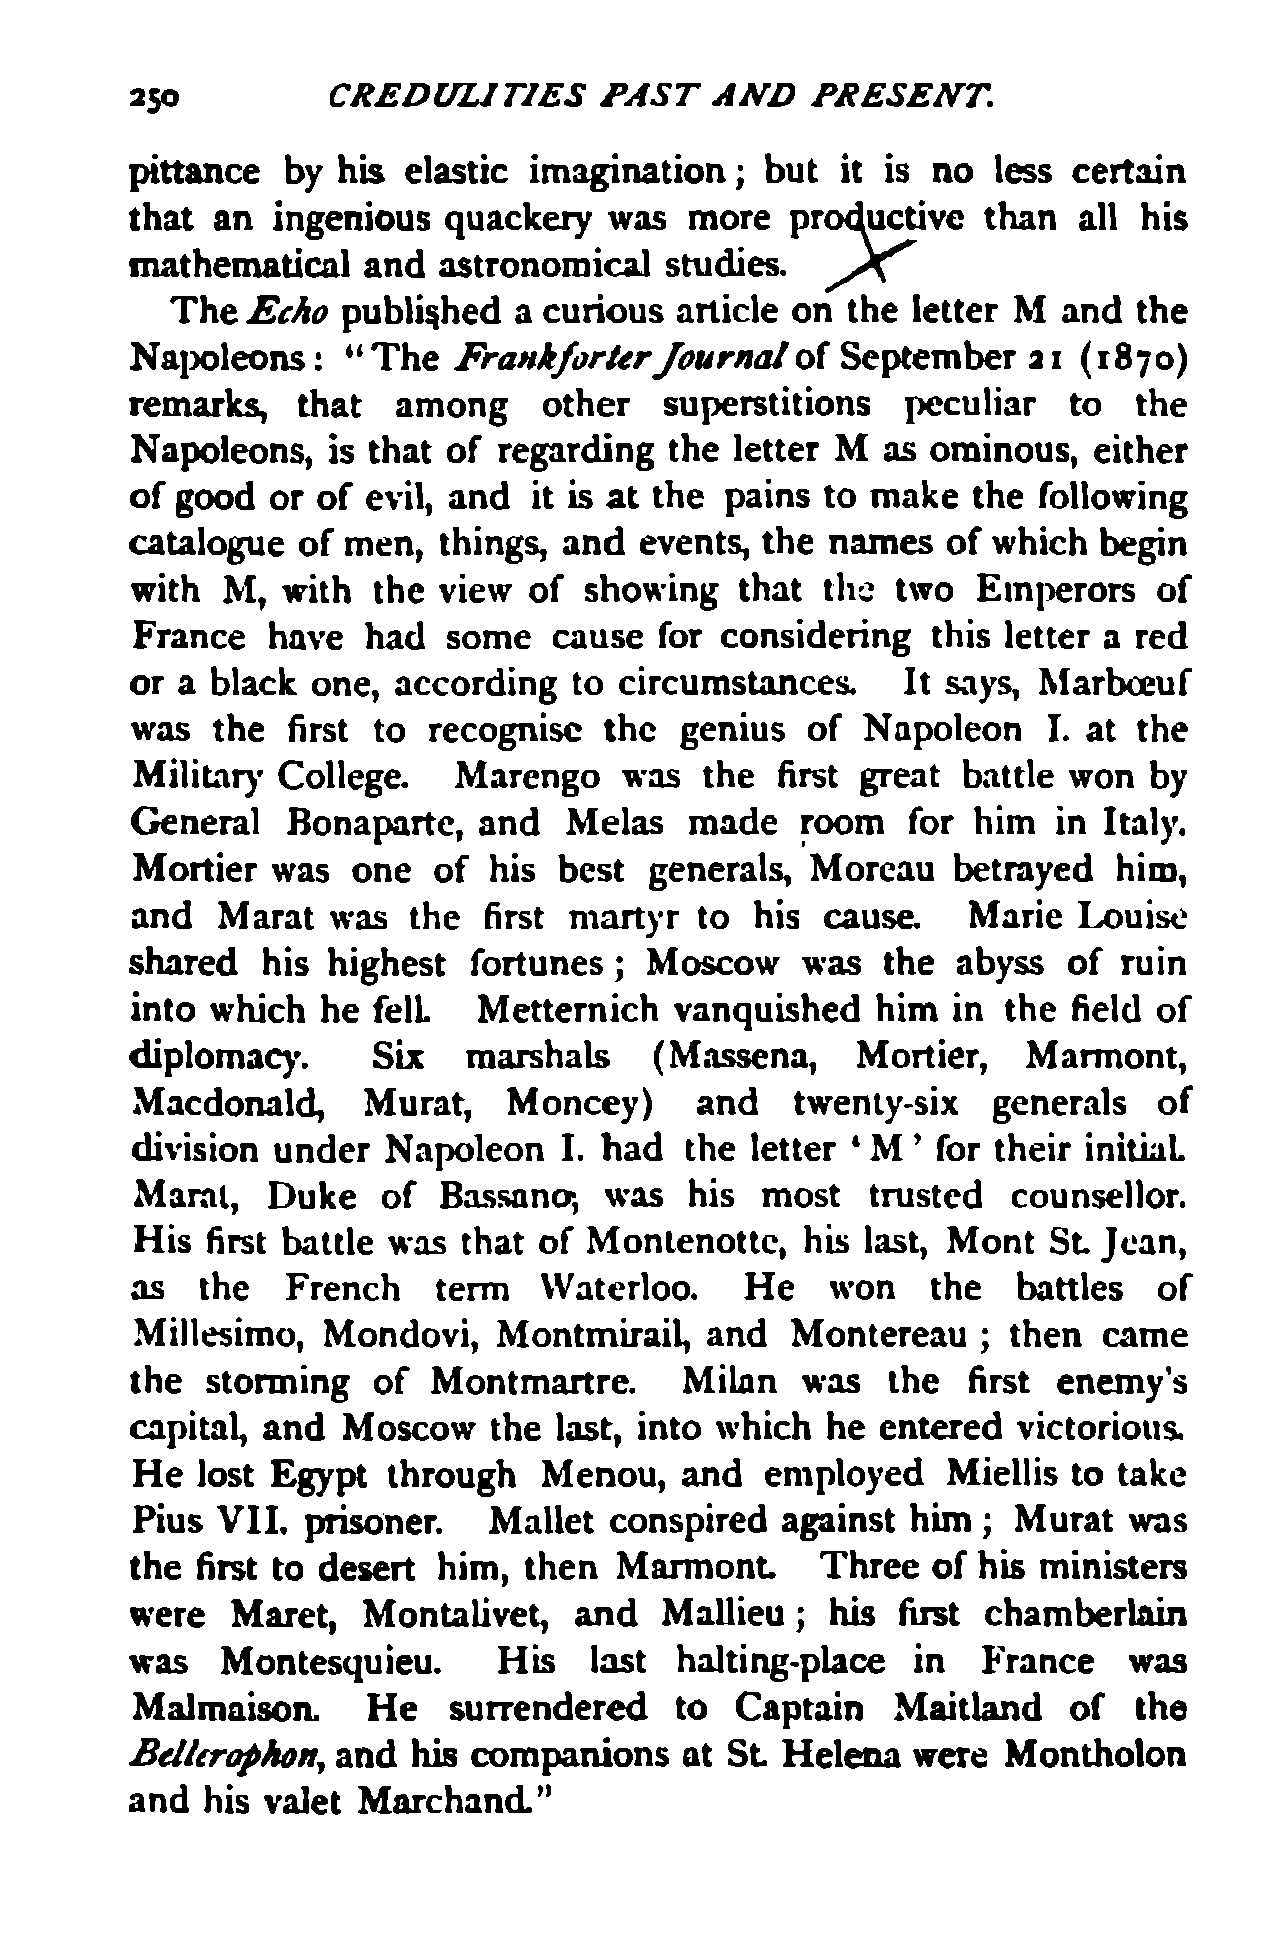 250 CREDULITIES PAST AND PRESENT.
pittance by his elastic imagination; but it is no less certain
that an ingenious quackery was more productive than all his
mathematical and astronomical studies.
The Echo published a curious article on the letter M and the
Napoleons: "The Frankforter Journal of September 21 (1870)
remarks, that among other superstitions peculiar to the
Napoleons, is that of regarding the letter M as ominous, either
of good or of evil, and it is at the pains to make the following
catalogue of men, things, and events, the names of which begin
with M, with the view of showing that the two Emperors of
France have had some cause for considering this letter a red
or a black one, according to circumstances. It says, Marbœuf
was the first to recognise the genius of Napoleon I. at the
Military College. Marengo was the first great battle won by
General Bonaparte, and Melas made room for him in Italy.
Mortier was one of his best generals, Moreau betrayed him,
and Marat was the first martyr to his cause. Marie Louise
shared his highest fortunes; Moscow was the abyss of ruin
into which he fell. Metternich vanquished him in the field of
diplomacy. Six marshals (Massena, Mortier, Marmont,
Macdonald, Murat, Moncey) and twenty-six generals of
division under Napoleon I. had the letter 'M' for their initial.
Marat, Duke of Bassano, was his most trusted counsellor.
His first battle was that of Montenotte, his last, Mont St. Jean,
as the French term Waterloo. He won the battles of
Millesimo, Mondovi, Montmirail, and Montereau; then came
the storming of Montmartre. Milan was the first enemy's
capital, and Moscow the last, into which he entered victorious.
He lost Egypt through Menou, and employed Miellis to take
Pius VII. prisoner. Mallet conspired against him; Murat was
the first to desert him, then Marmont. Three of his ministers
were Maret, Montalivet, and Mallieu; his first chamberlain
was Montesquieu. His last halting-place in France was
Malmaison. He surrendered to Captain Maitland of the
Bellerophon, and his companions at St. Helena were Montholon
and his valet Marchand."